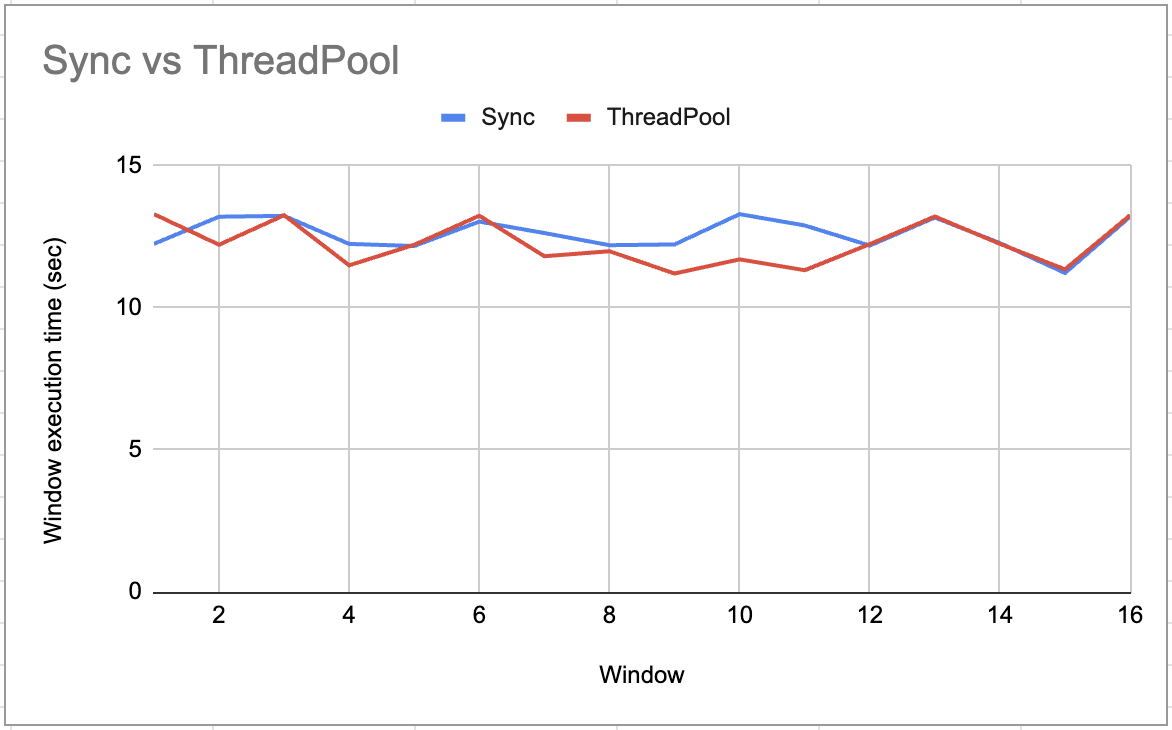 Sync vs ThreadPool
Sync ThreadPool
15
10
5
0
Window execution time (sec)
2 4 6 8 10 12 14 16
Window